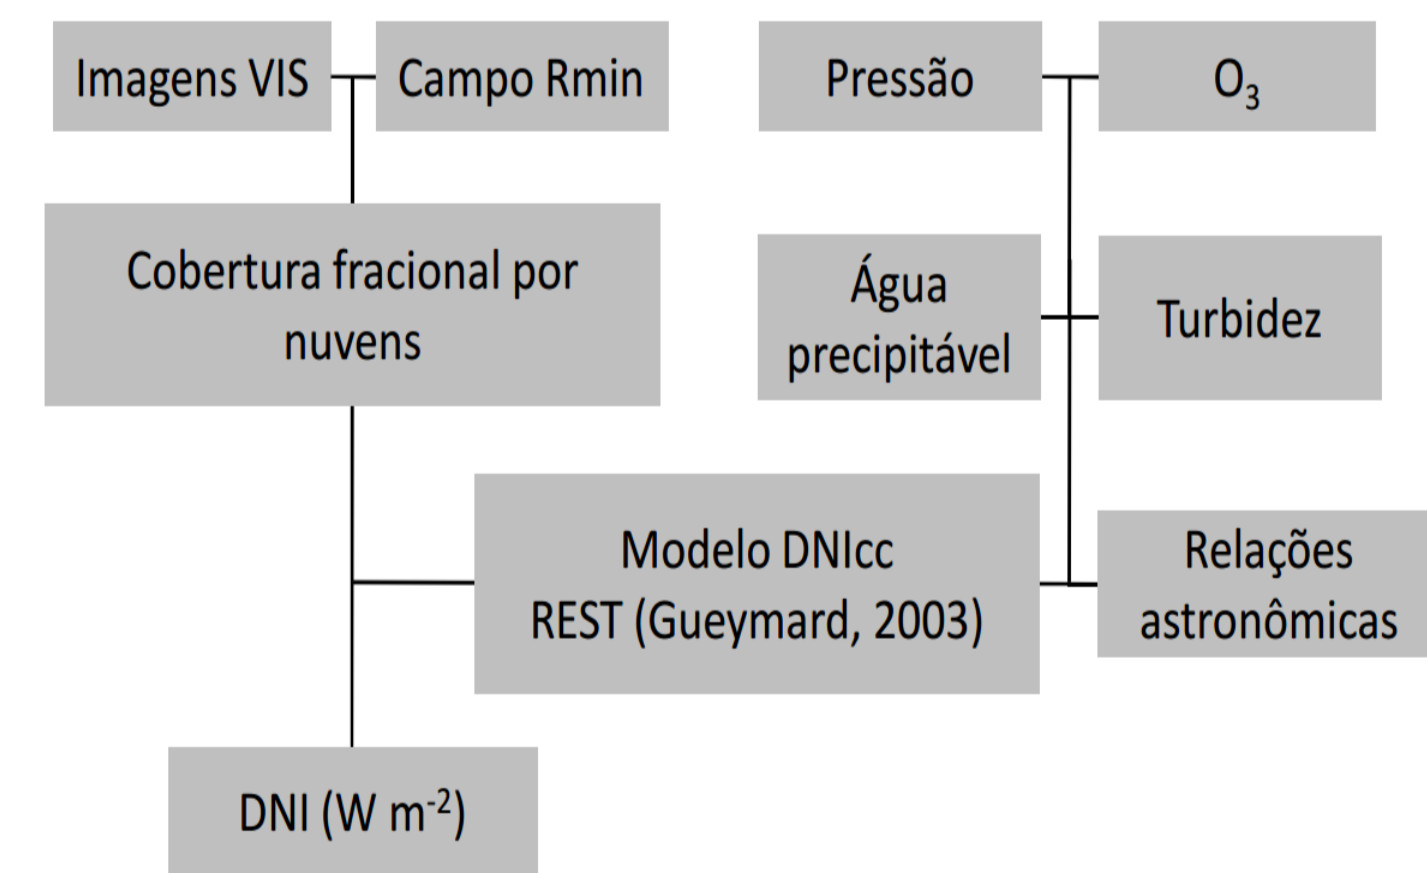 Imagens VIS
Campo Rmin
Pressão
O₃
Cobertura fracional por
nuvens
Água
precipitável
Turbidez
Modelo DNIcc
REST (Gueymard, 2003)
Relações
astronômicas
DNI (W m⁻²)